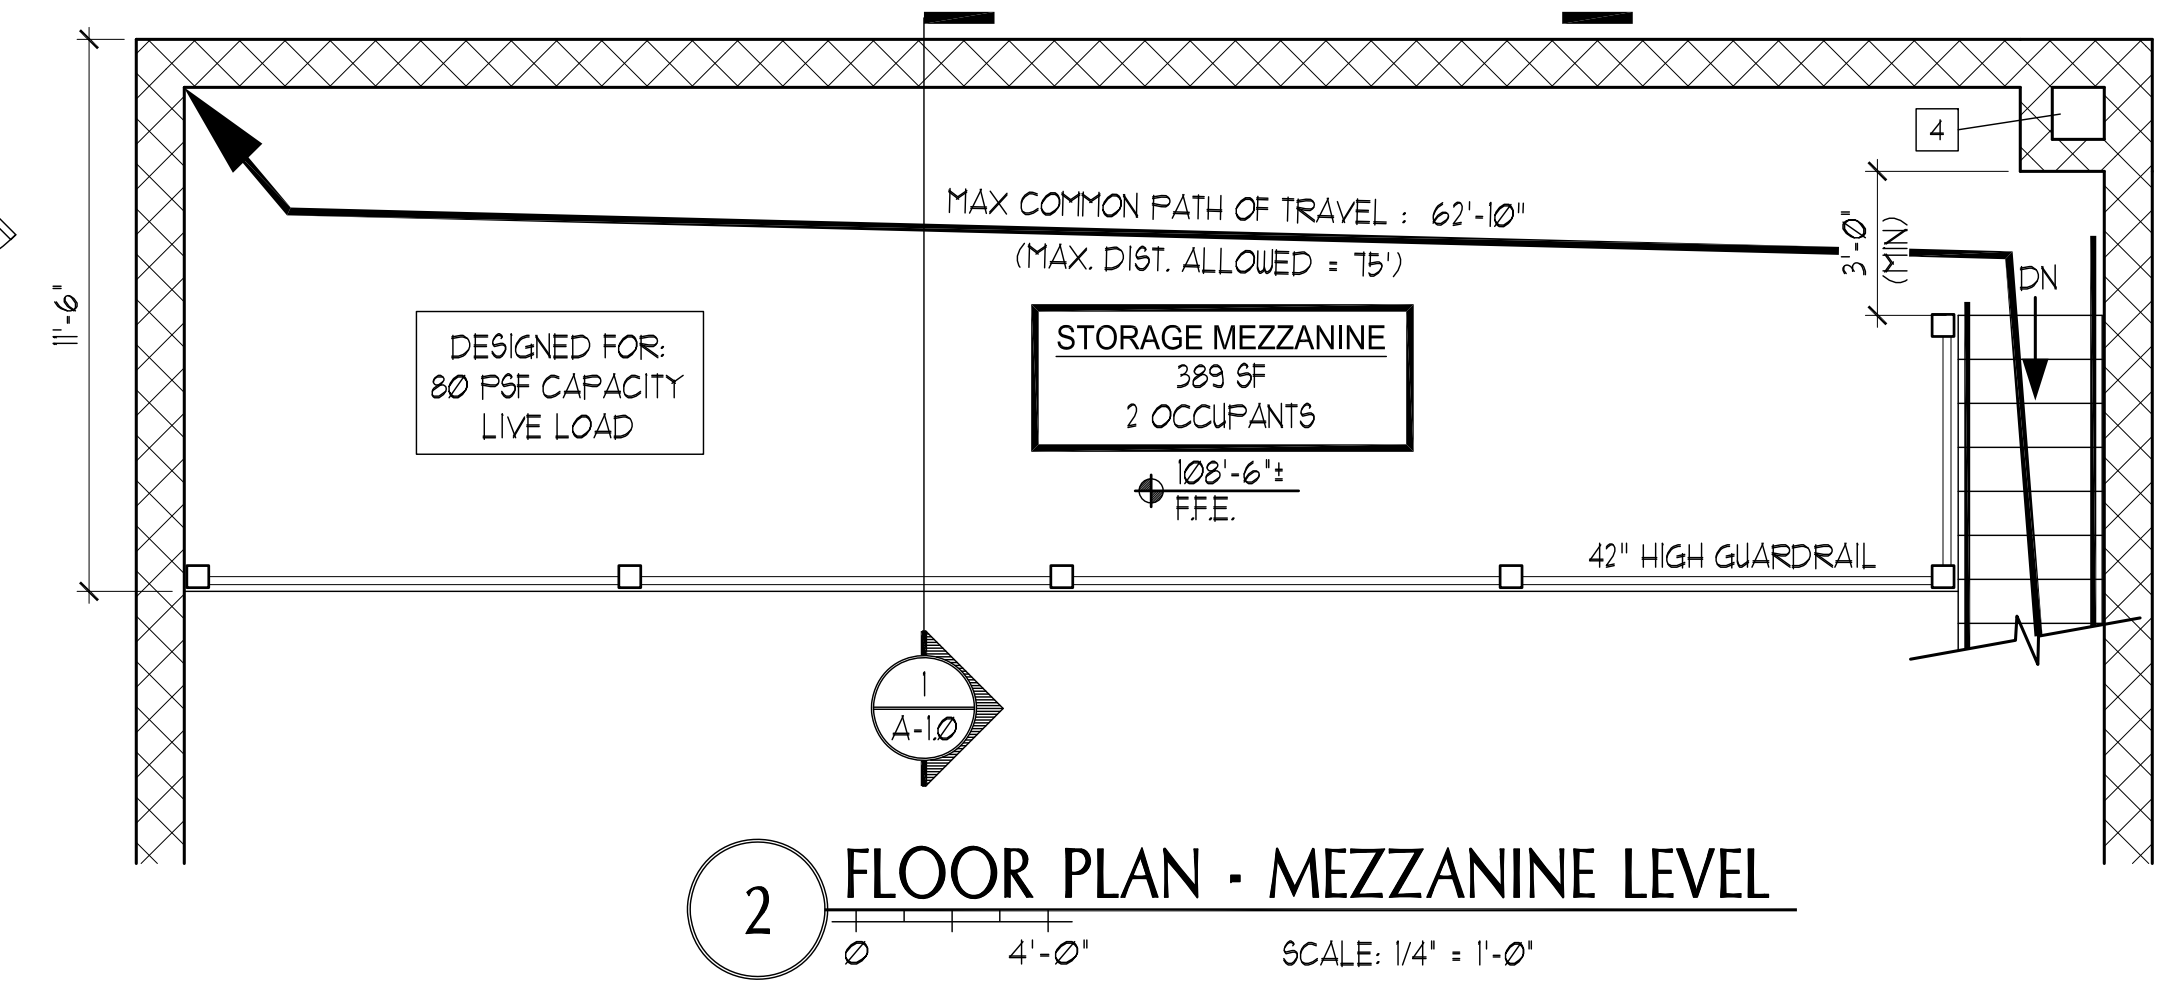 4
MAX COMMON PATH OF TRAVEL : 62'-10"
(MAX. DIST. ALLOWED = 75')
3'-0"
(MIN)
DN
11'-6"
DESIGNED FOR:
80 PSF CAPACITY
LIVE LOAD
STORAGE MEZZANINE
389 SF
2 OCCUPANTS
108'-6"±
F.F.E.
42" HIGH GUARDRAIL
1
A-1.0
2
FLOOR PLAN - MEZZANINE LEVEL
0 4'-0" SCALE: 1/4" = 1'-0"